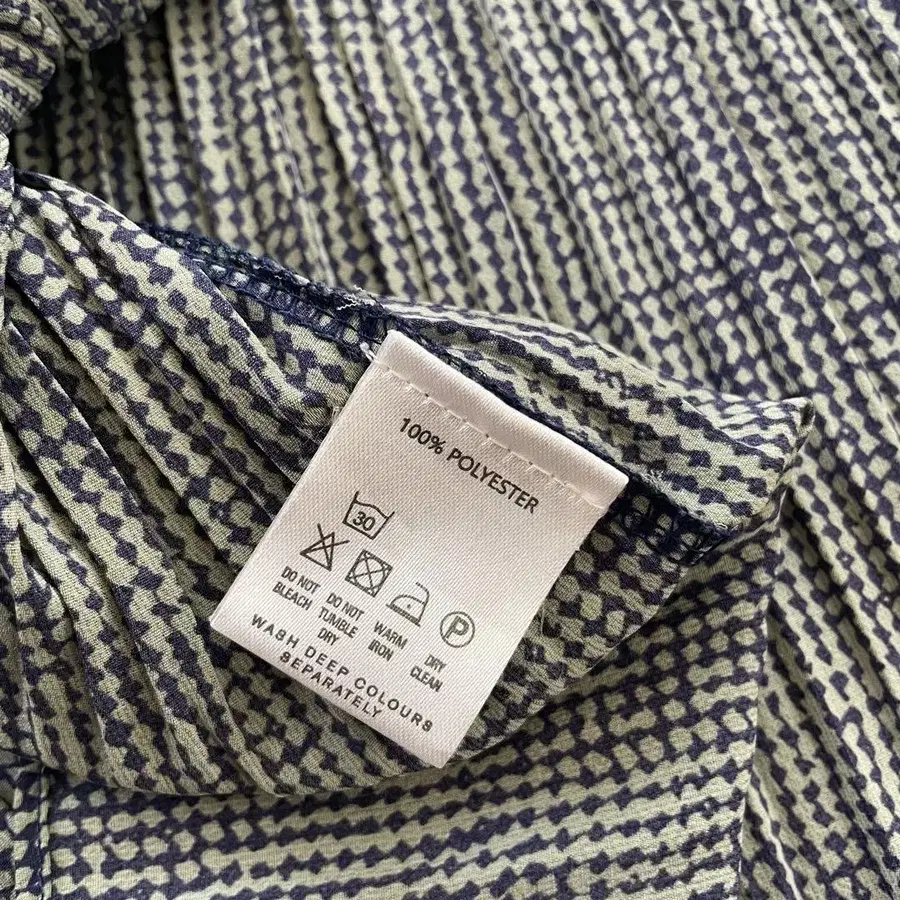 100% POLYESTER
30
P
DO NOT BLEACH
DO NOT TUMBLE DRY
WARM IRON
DRY CLEAN
WASH DEEP COLOURS
SEPARATELY